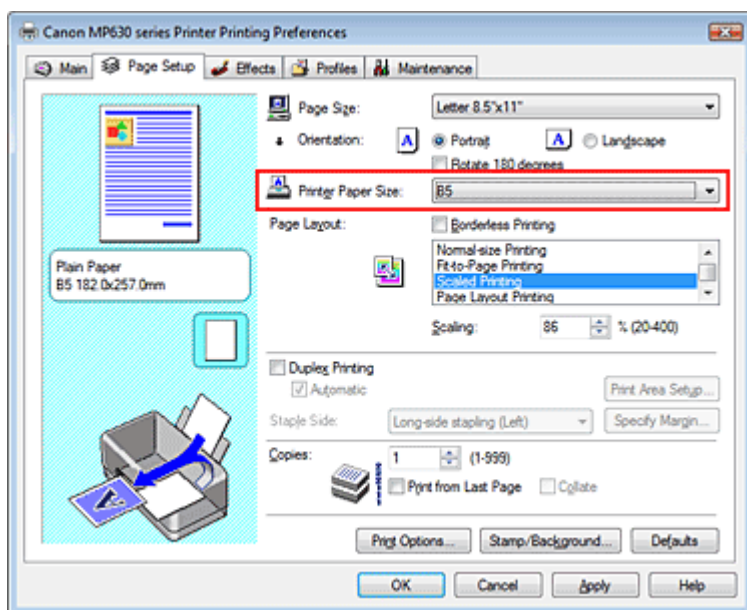 Canon MP630 series Printer Printing Preferences
Main Page Setup Effects Profiles Maintenance
Page Size: Letter 8.5"x11"
Orientation: A Portrait A Landscape
Rotate 180 degrees
Printer Paper Size: B5
Page Layout: Borderless Printing
Normal-size Printing
Fit-to-Page Printing
Scaled Printing
Page Layout Printing
Plain Paper
B5 182.0x257.0mm
Scaling: 86 % (20-400)
Duplex Printing
Automatic Print Area Setup...
Staple Side: Long-side stapling (Left) Specify Margin...
Copies: 1 (1-999)
Print from Last Page Collate
Print Options... Stamp/Background... Defaults
OK Cancel Apply Help